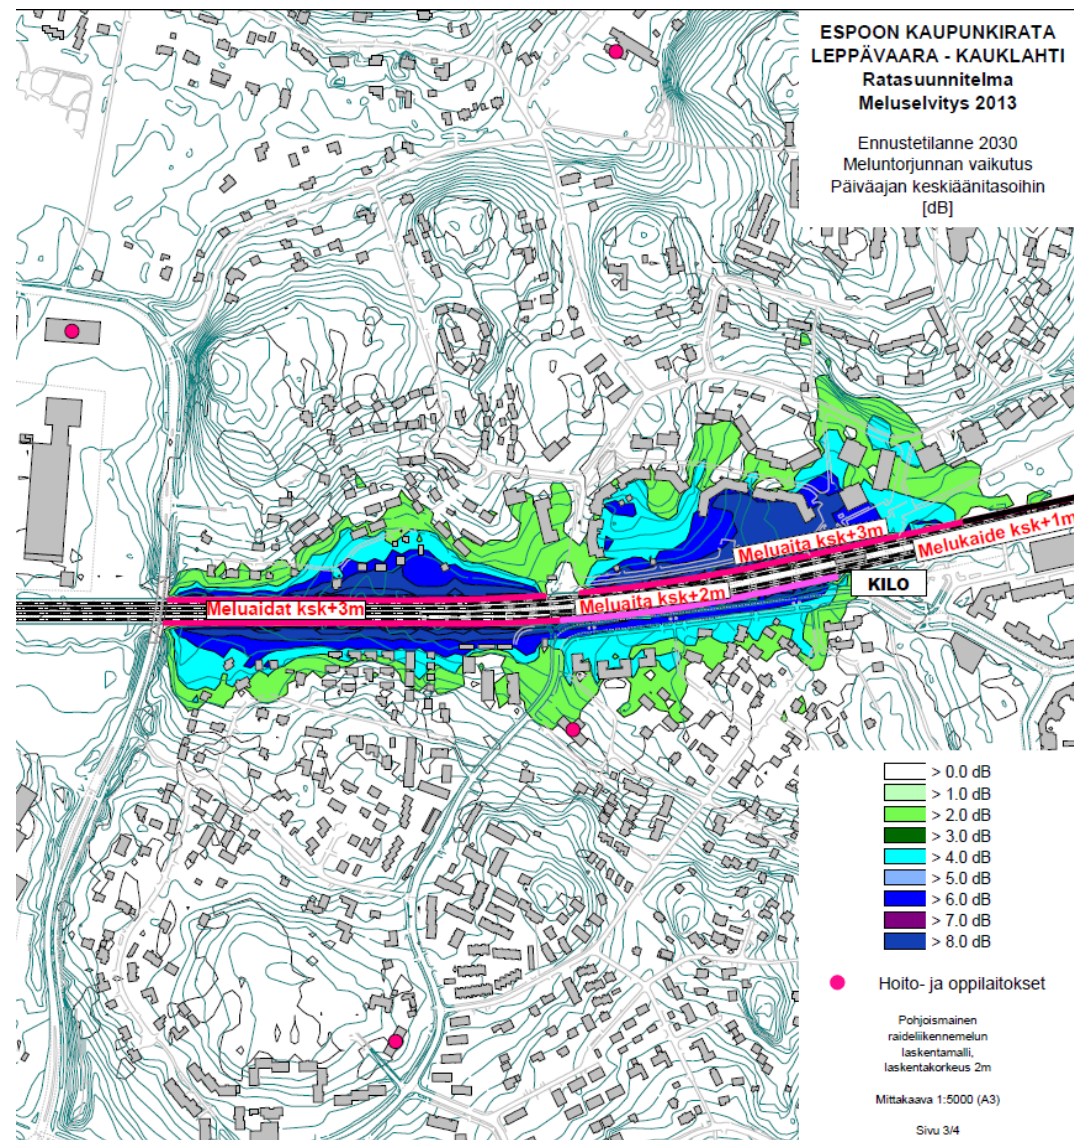 ESPOON KAUPUNKIRATA
LEPPÄVAARA - KAUKLAHTI
Ratasuunnitelma
Meluselvitys 2013
Ennustetilanne 2030
Meluntorjunnan vaikutus
Päiväajan keskiäänitasoihin
[dB]
Meluaita ksk+3m
Melukaide ksk+1m
KILO
Meluaidat ksk+3m
Meluaita ksk+2m
> 0.0 dB
> 1.0 dB
> 2.0 dB
> 3.0 dB
> 4.0 dB
> 5.0 dB
> 6.0 dB
> 7.0 dB
> 8.0 dB
Hoito- ja oppilaitokset
Pohjoismainen
raideliikennemelun
laskentamalli,
laskentakorkeus 2m
Mittakaava 1:5000 (A3)
Sivu 3/4